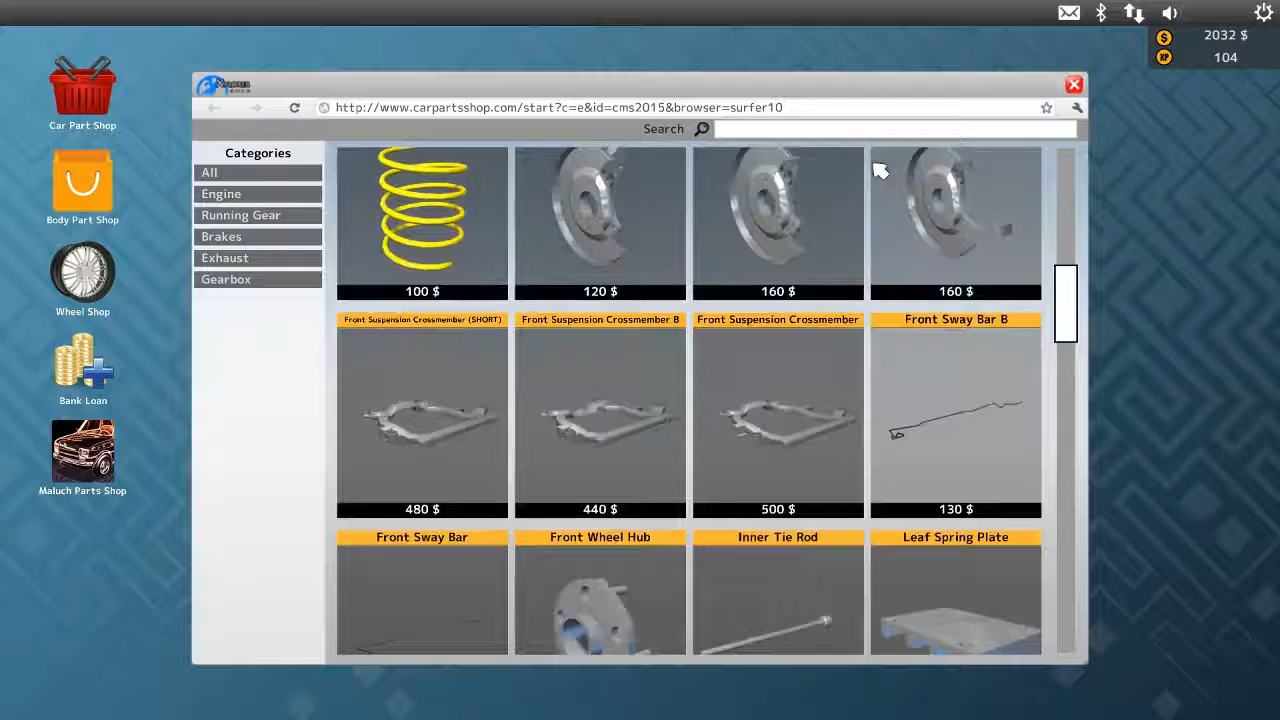 2032 $
104
http://www.carpartsshop.com/start?c=e&id=cms2015&browser=surfer10
Search
Car Part Shop
Body Part Shop
Wheel Shop
Bank Loan
Maluch Parts Shop
Categories
All
Engine
Running Gear
Brakes
Exhaust
Gearbox
100 $ 120 $ 160 $ 160 $
Front Suspension Crossmember (SHORT) Front Suspension Crossmember B Front Suspension Crossmember Front Sway Bar B
480 $ 440 $ 500 $ 130 $
Front Sway Bar Front Wheel Hub Inner Tie Rod Leaf Spring Plate